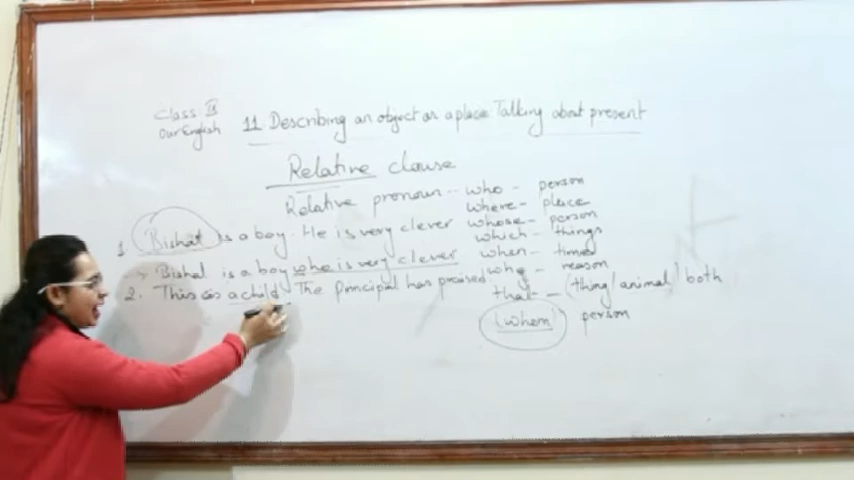 Class IX
Our English
11. Describing an object or a place Talking about present
Relative clause
Relative pronoun -- who - person
where - place
whose - person
which - things
when - times
why - reason
that - (thing/animal) both
(whom) person
1. Bishal is a boy. He is very clever
→ Bishal is a boy who is very clever
2. This is a child. The principal has praised